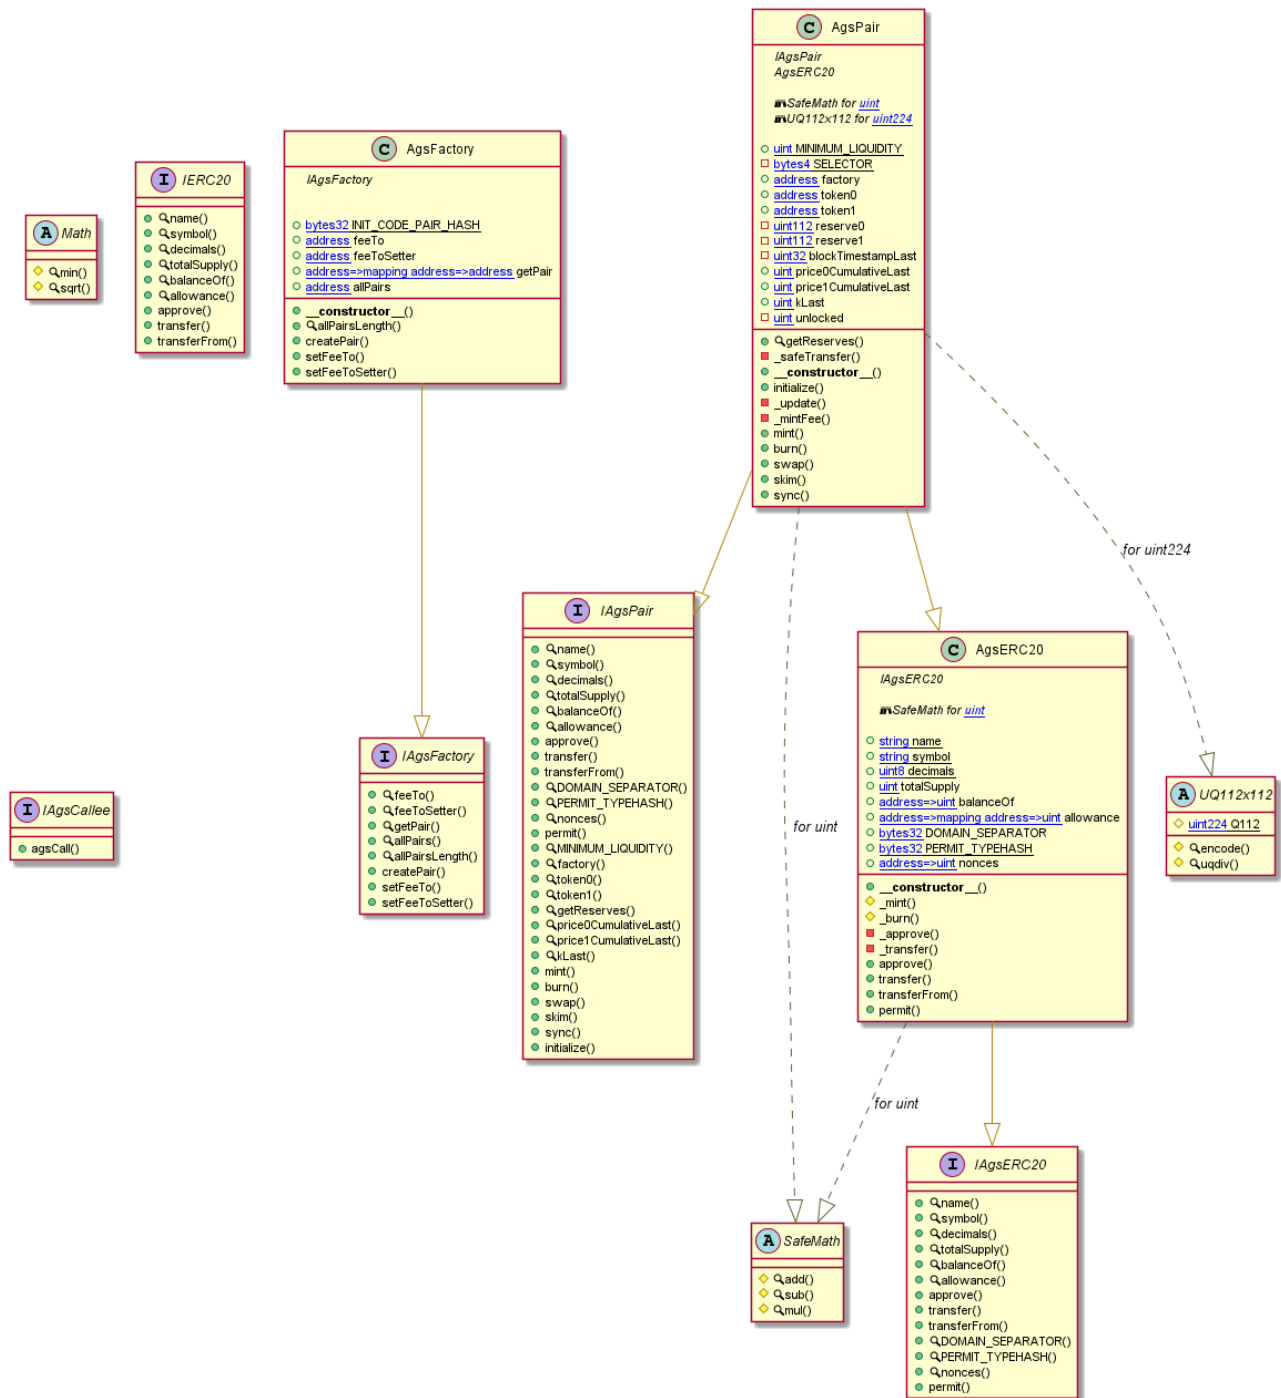 C AgsPair
IAgsPair
AgsERC20
SafeMath for uint
UQ112x112 for uint224
uint MINIMUM_LIQUIDITY
bytes4 SELECTOR
address factory
address token0
address token1
uint112 reserve0
uint112 reserve1
uint32 blockTimestampLast
uint price0CumulativeLast
uint price1CumulativeLast
uint kLast
uint unlocked
getReserves()
_safeTransfer()
__constructor__()
initialize()
_update()
_mintFee()
mint()
burn()
swap()
skim()
sync()
C AgsFactory
IAgsFactory
bytes32 INIT_CODE_PAIR_HASH
address feeTo
address feeToSetter
address=>mapping address=>address getPair
address allPairs
__constructor__()
allPairsLength()
createPair()
setFeeTo()
setFeeToSetter()
I IERC20
name()
symbol()
decimals()
totalSupply()
balanceOf()
allowance()
approve()
transfer()
transferFrom()
A Math
min()
sqrt()
for uint224
I IAgsPair
name()
symbol()
decimals()
totalSupply()
balanceOf()
allowance()
approve()
transfer()
transferFrom()
DOMAIN_SEPARATOR()
PERMIT_TYPEHASH()
nonces()
permit()
MINIMUM_LIQUIDITY()
factory()
token0()
token1()
getReserves()
price0CumulativeLast()
price1CumulativeLast()
kLast()
mint()
burn()
swap()
skim()
sync()
initialize()
C AgsERC20
IAgsERC20
SafeMath for uint
string name
string symbol
uint8 decimals
uint totalSupply
address=>uint balanceOf
address=>mapping address=>uint allowance
bytes32 DOMAIN_SEPARATOR
bytes32 PERMIT_TYPEHASH
address=>uint nonces
__constructor__()
_mint()
_burn()
_approve()
_transfer()
approve()
transfer()
transferFrom()
permit()
I IAgsFactory
feeTo()
feeToSetter()
getPair()
allPairs()
allPairsLength()
createPair()
setFeeTo()
setFeeToSetter()
A UQ112x112
uint224 Q112
encode()
uqdiv()
I IAgsCallee
agsCall()
for uint
for uint
I IAgsERC20
name()
symbol()
decimals()
totalSupply()
balanceOf()
allowance()
approve()
transfer()
transferFrom()
DOMAIN_SEPARATOR()
PERMIT_TYPEHASH()
nonces()
permit()
A SafeMath
add()
sub()
mul()